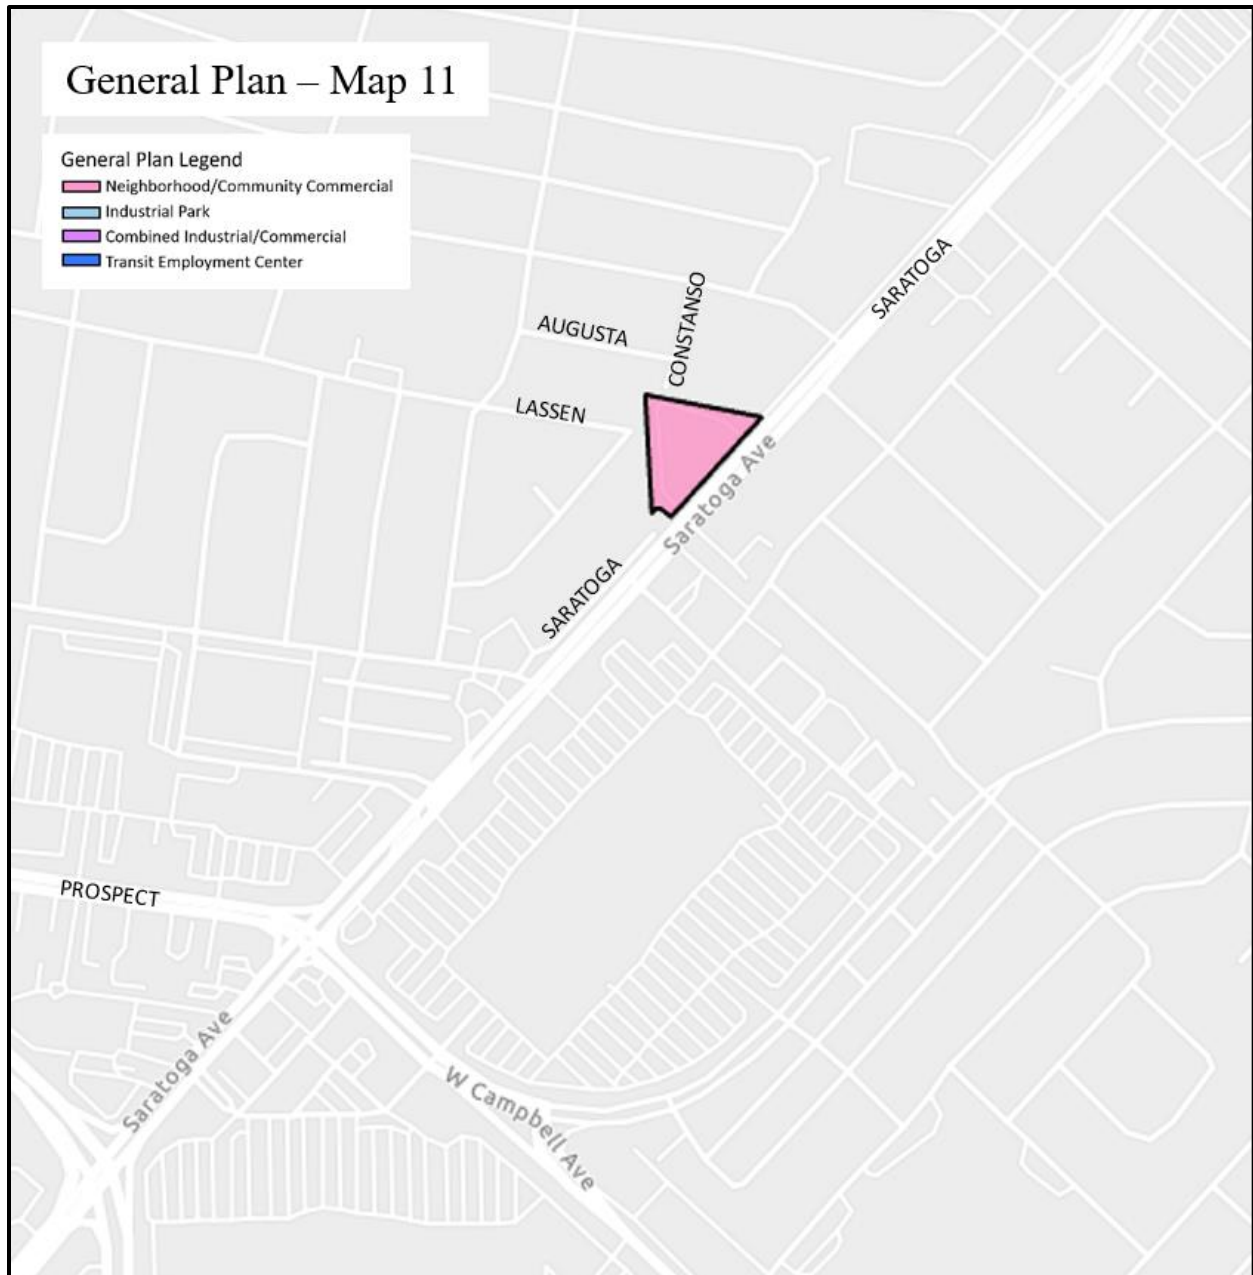 General Plan – Map 11
General Plan Legend
Neighborhood/Community Commercial
Industrial Park
Combined Industrial/Commercial
Transit Employment Center
SARATOGA
CONSTANSO
AUGUSTA
LASSEN
Saratoga Ave
SARATOGA
PROSPECT
Saratoga Ave
W Campbell Ave